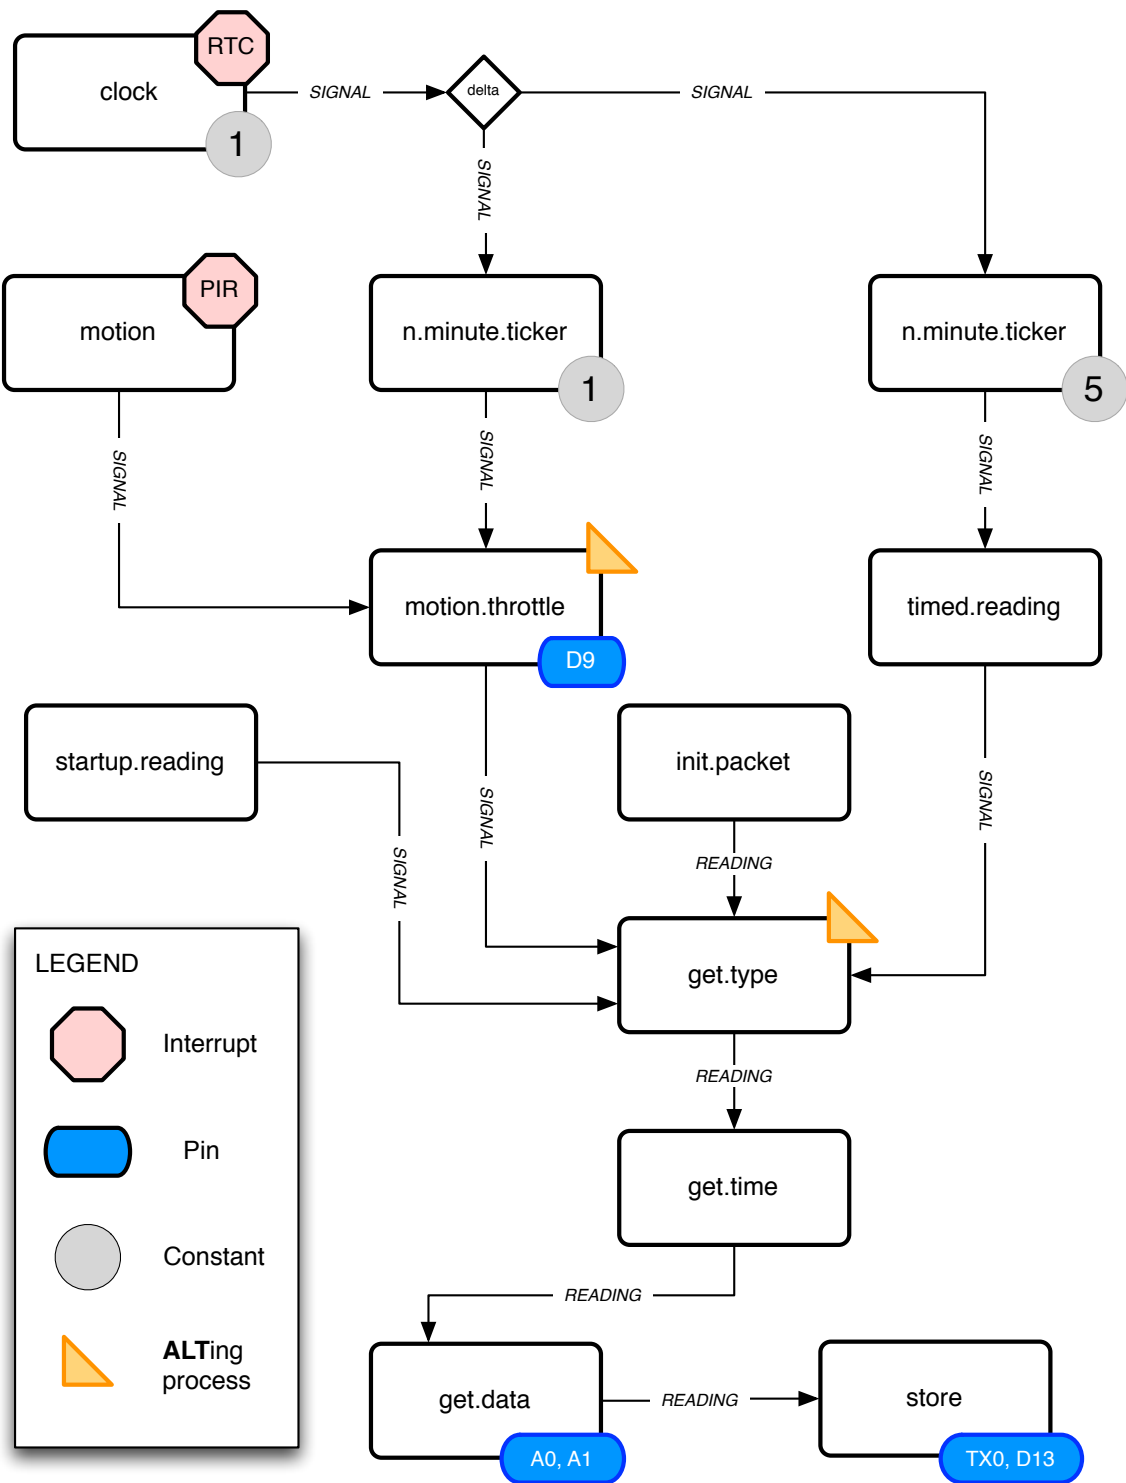 RTC
clock
SIGNAL
delta
SIGNAL
1
SIGNAL
PIR
motion
n.minute.ticker
n.minute.ticker
1
5
SIGNAL
SIGNAL
SIGNAL
motion.throttle
timed.reading
D9
startup.reading
init.packet
SIGNAL
SIGNAL
READING
SIGNAL
LEGEND
get.type
Interrupt
READING
Pin
get.time
Constant
READING
ALTing
process
get.data
READING
store
A0, A1
TX0, D13